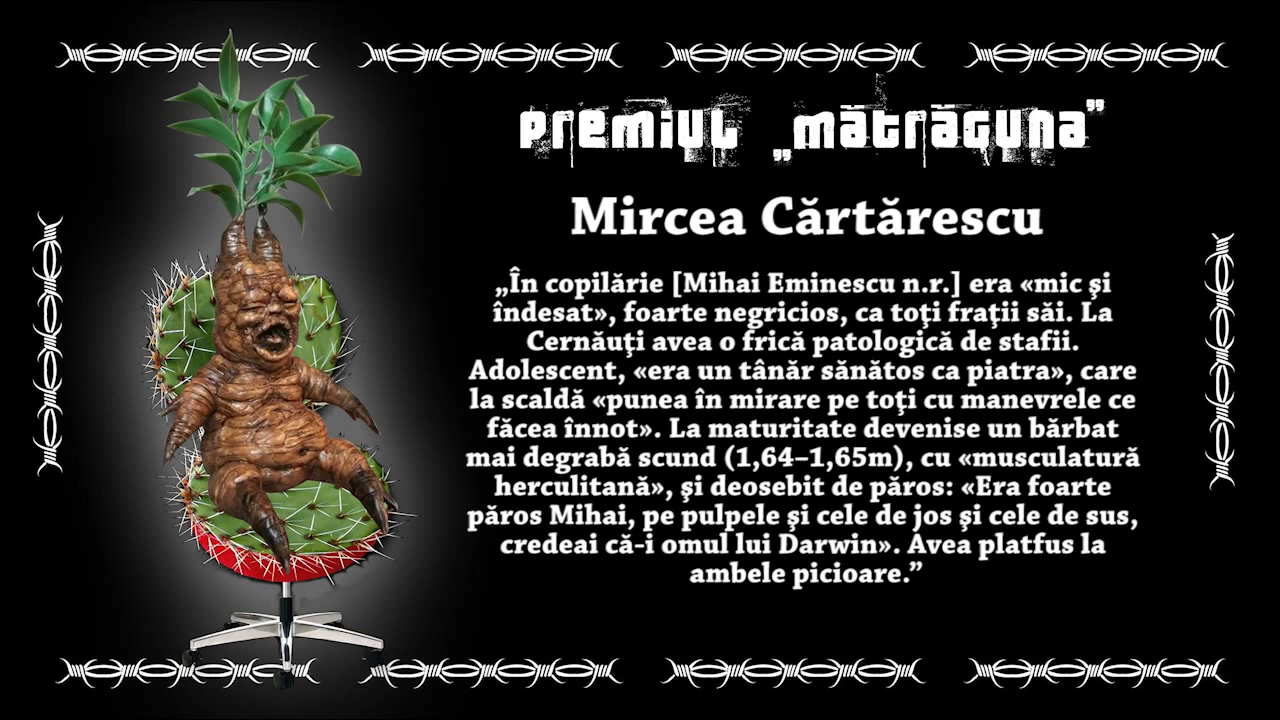 PREMIUL „MĂTRĂGUNA”
Mircea Cărtărescu
„În copilărie [Mihai Eminescu n.r.] era «mic şi
îndesat», foarte negricios, ca toţi fraţii săi. La
Cernăuţi avea o frică patologică de stafii.
Adolescent, «era un tânăr sănătos ca piatra», care
la scaldă «punea în mirare pe toţi cu manevrele ce
făcea înnot». La maturitate devenise un bărbat
mai degrabă scund (1,64–1,65m), cu «musculatură
herculitană», şi deosebit de păros: «Era foarte
păros Mihai, pe pulpele şi cele de jos şi cele de sus,
credeai că-i omul lui Darwin». Avea platfus la
ambele picioare.”